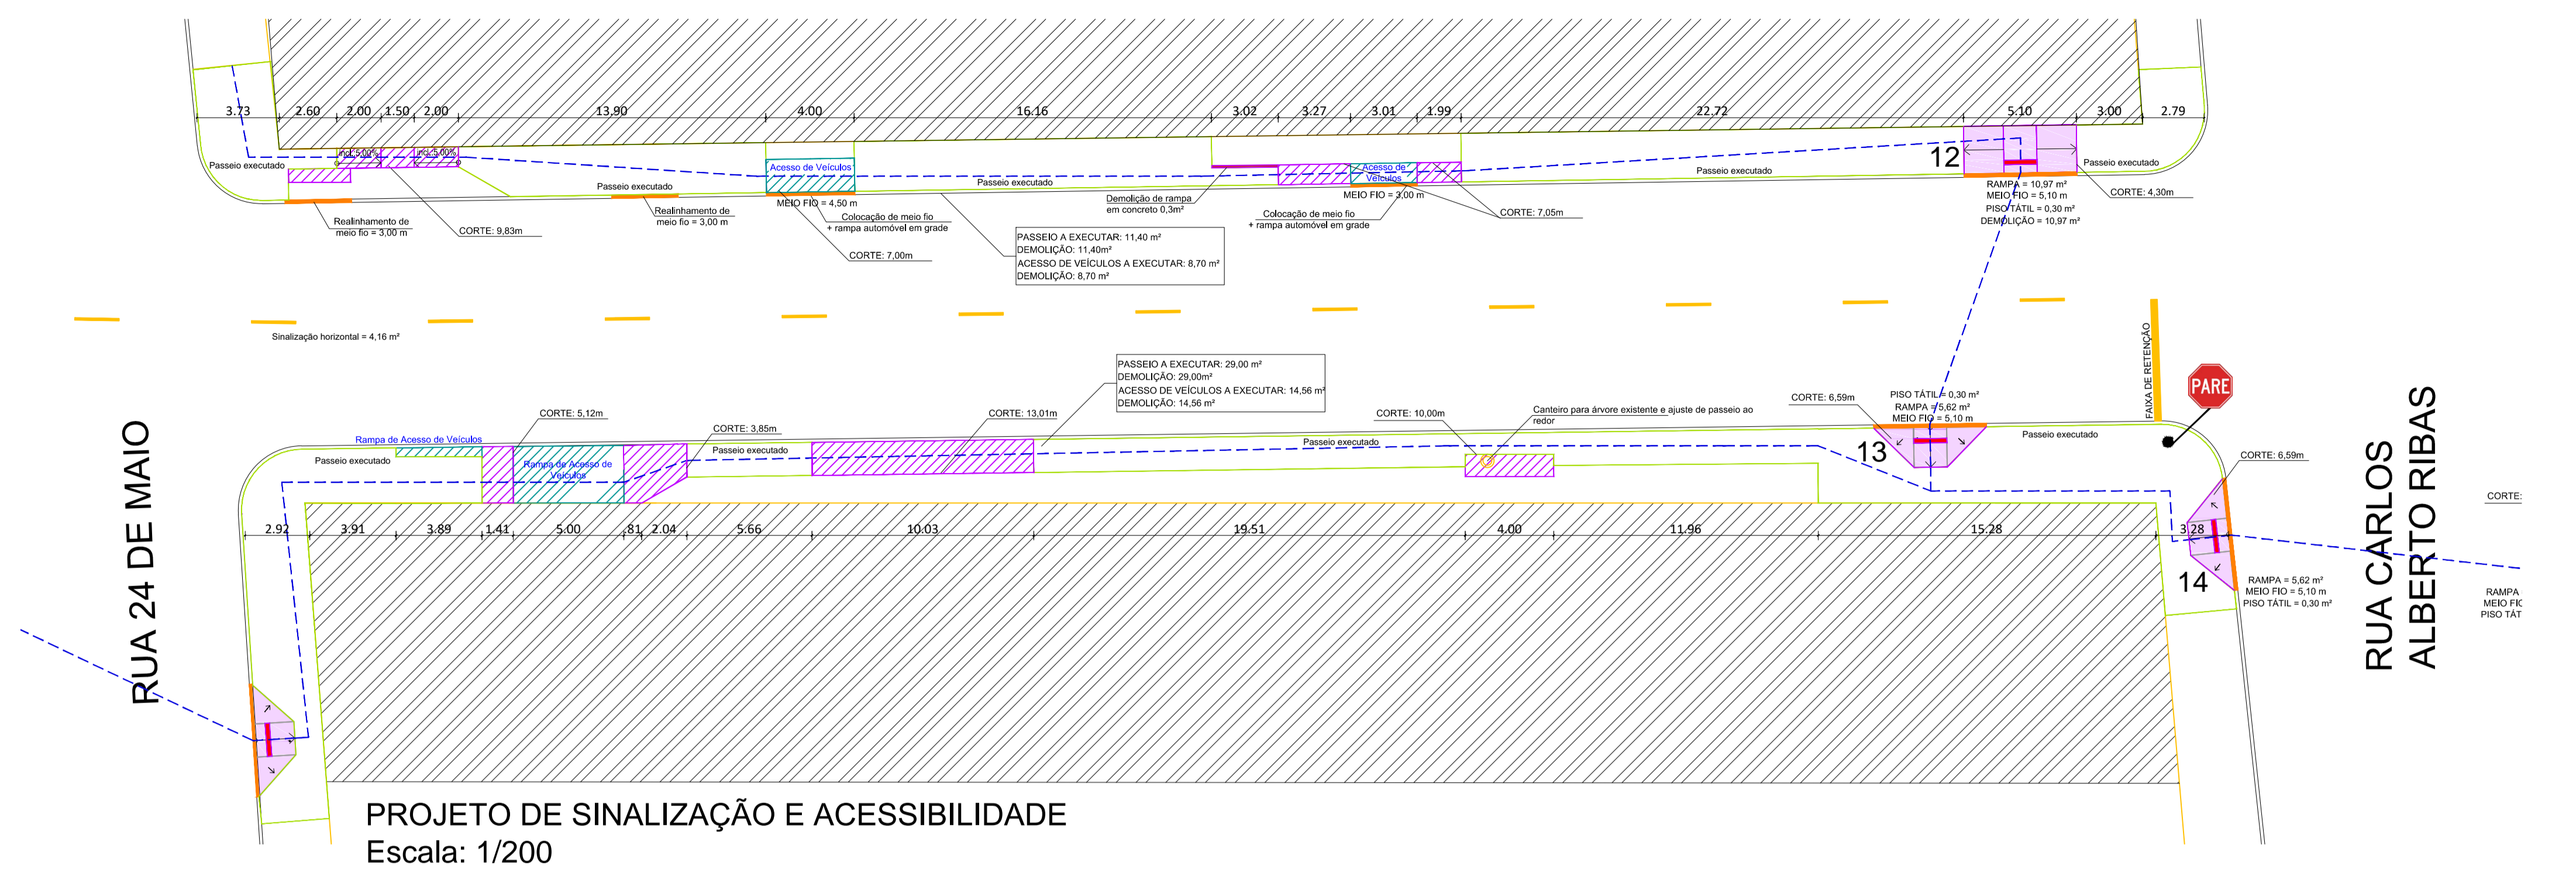 3.73 2.60 2.00 1.50 2.00 13.90 4.00 16.16 3.02 3.27 3.01 1.99 22.72 5.10 3.00 2.79
Passeio executado
incl.:5,00%
incl.:5,00%
Realinhamento de
meio fio = 3,00 m
CORTE: 9,83m
Passeio executado
Realinhamento de
meio fio = 3,00 m
Acesso de Veículos
MEIO FIO = 4,50 m
Colocação de meio fio
+ rampa automóvel em grade
CORTE: 7,00m
Passeio executado
PASSEIO A EXECUTAR: 11,40 m²
DEMOLIÇÃO: 11,40m²
ACESSO DE VEÍCULOS A EXECUTAR: 8,70 m²
DEMOLIÇÃO: 8,70 m²
Demolição de rampa
em concreto 0,3m²
Acesso de
Veículos
MEIO FIO = 3,00 m
Colocação de meio fio
+ rampa automóvel em grade
CORTE: 7,05m
Passeio executado
12
RAMPA = 10,97 m²
MEIO FIO = 5,10 m
PISO TÁTIL = 0,30 m²
DEMOLIÇÃO = 10,97 m²
Passeio executado
CORTE: 4,30m
Sinalização horizontal = 4,16 m²
FAIXA DE RETENÇÃO
PARE
RUA 24 DE MAIO
Rampa de Acesso de Veículos
Passeio executado
CORTE: 5,12m
Rampa de Acesso de
Veículos
CORTE: 3,85m
Passeio executado
CORTE: 13,01m
PASSEIO A EXECUTAR: 29,00 m²
DEMOLIÇÃO: 29,00m²
ACESSO DE VEÍCULOS A EXECUTAR: 14,56 m²
DEMOLIÇÃO: 14,56 m²
Passeio executado
CORTE: 10,00m
Canteiro para árvore existente e ajuste de passeio ao
redor
CORTE: 6,59m
PISO TÁTIL = 0,30 m²
RAMPA = 5,62 m²
MEIO FIO = 5,10 m
13
Passeio executado
CORTE: 6,59m
14
RAMPA = 5,62 m²
MEIO FIO = 5,10 m
PISO TÁTIL = 0,30 m²
RUA CARLOS
ALBERTO RIBAS
CORTE:
RAMPA
MEIO FI
PISO TÁT
2.92 3.91 3.89 1.41 5.00 .81 2.04 5.66 10.03 19.51 4.00 11.96 15.28 3.28
PROJETO DE SINALIZAÇÃO E ACESSIBILIDADE
Escala: 1/200